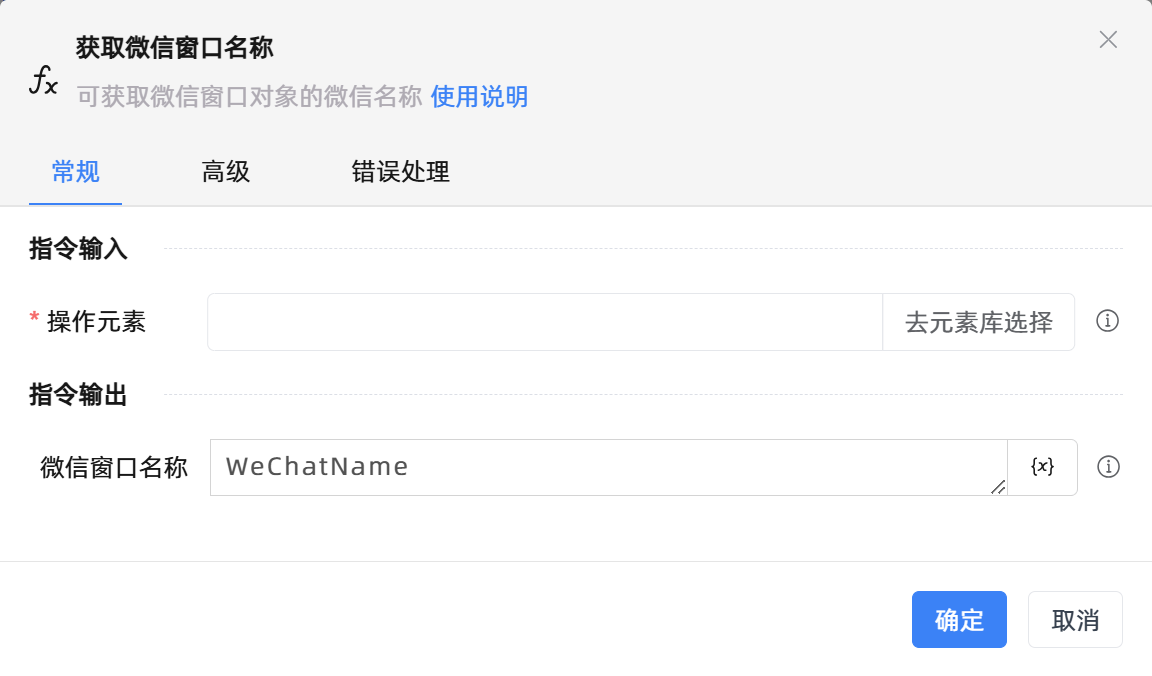 获取微信窗口名称
可获取微信窗口对象的微信名称 使用说明
常规 高级 错误处理
指令输入
* 操作元素 去元素库选择
指令输出
微信窗口名称 WeChatName {x}
确定 取消